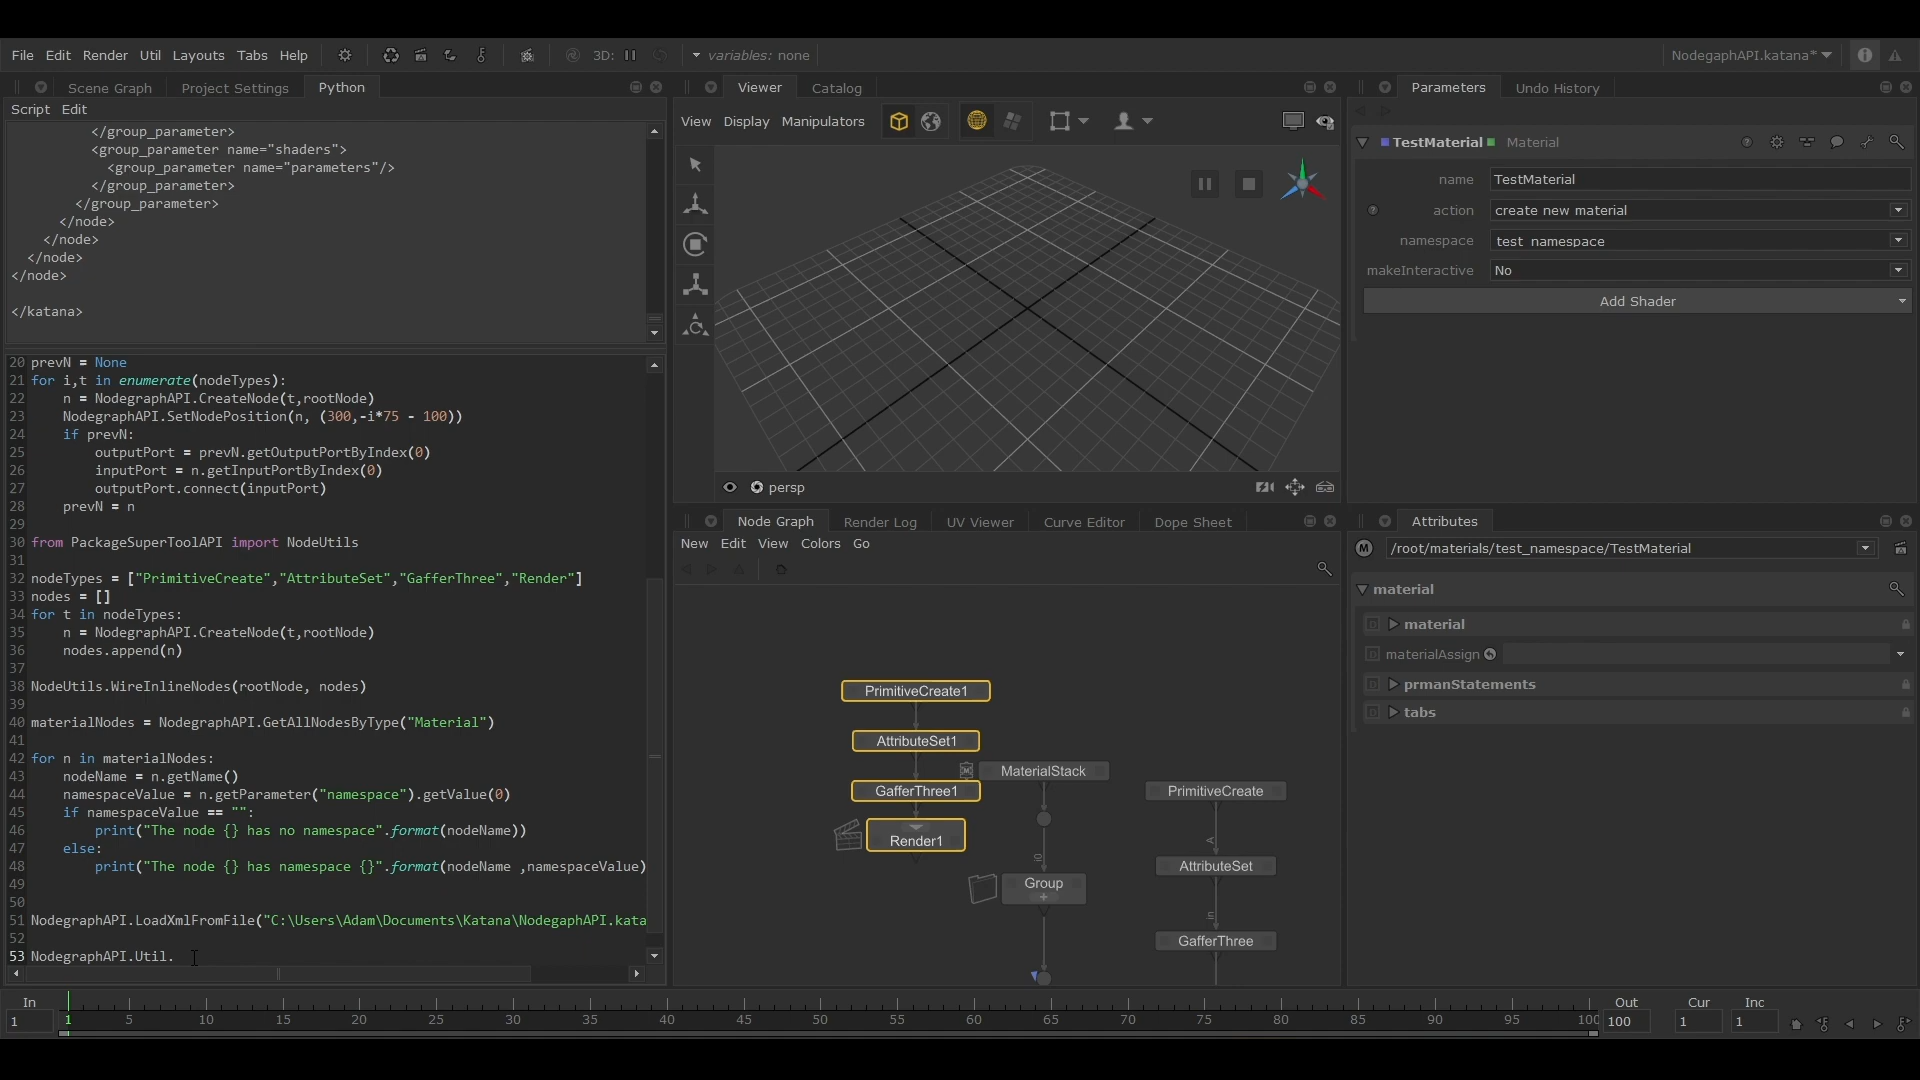 File Edit Render Util Layouts Tabs Help 3D: variables: none NodegaphAPI.katana*
Scene Graph Project Settings Python
Script Edit
</group_parameter>
<group_parameter name="shaders">
<group_parameter name="parameters"/>
</group_parameter>
</group_parameter>
</node>
</node>
</node>
</node>
</katana>
20 prevN = None
21 for i,t in enumerate(nodeTypes):
22 n = NodegraphAPI.CreateNode(t,rootNode)
23 NodegraphAPI.SetNodePosition(n, (300,-i*75 - 100))
24 if prevN:
25 outputPort = prevN.getOutputPortByIndex(0)
26 inputPort = n.getInputPortByIndex(0)
27 outputPort.connect(inputPort)
28 prevN = n
29
30 from PackageSuperToolAPI import NodeUtils
31
32 nodeTypes = ["PrimitiveCreate","AttributeSet","GafferThree","Render"]
33 nodes = []
34 for t in nodeTypes:
35 n = NodegraphAPI.CreateNode(t,rootNode)
36 nodes.append(n)
37
38 NodeUtils.WireInlineNodes(rootNode, nodes)
39
40 materialNodes = NodegraphAPI.GetAllNodesByType("Material")
41
42 for n in materialNodes:
43 nodeName = n.getName()
44 namespaceValue = n.getParameter("namespace").getValue(0)
45 if namespaceValue == "":
46 print("The node {} has no namespace".format(nodeName))
47 else:
48 print("The node {} has namespace {}".format(nodeName ,namespaceValue)
49
50
51 NodegraphAPI.LoadXmlFromFile("C:\Users\Adam\Documents\Katana\NodegaphAPI.kata
52
53 NodegraphAPI.Util.
Viewer Catalog
View Display Manipulators
persp
Node Graph Render Log UV Viewer Curve Editor Dope Sheet
New Edit View Colors Go
PrimitiveCreate1
AttributeSet1
MaterialStack
GafferThree1
PrimitiveCreate
Render1
A
i0
AttributeSet
Group
in
GafferThree
Parameters Undo History
TestMaterial Material
name TestMaterial
action create new material
namespace test_namespace
makeInteractive No
Add Shader
Attributes
M /root/materials/test_namespace/TestMaterial
material
material
materialAssign
prmanStatements
tabs
In Out Cur Inc
1 1 5 10 15 20 25 30 35 40 45 50 55 60 65 70 75 80 85 90 95 100 100 1 1